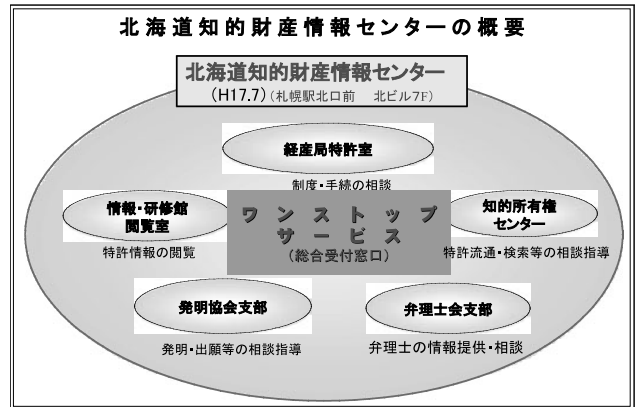 北海道知的財産情報センターの概要
北海道知的財産情報センター
(H17.7)(札幌駅北口前　北ビル7F)
経産局特許室
制度・手続の相談
情報・研修館
閲覧室
特許情報の閲覧
ワンストップ
サービス
(総合受付窓口)
知的所有権
センター
特許流通・検索等の相談指導
発明協会支部
発明・出願等の相談指導
弁理士会支部
弁理士の情報提供・相談